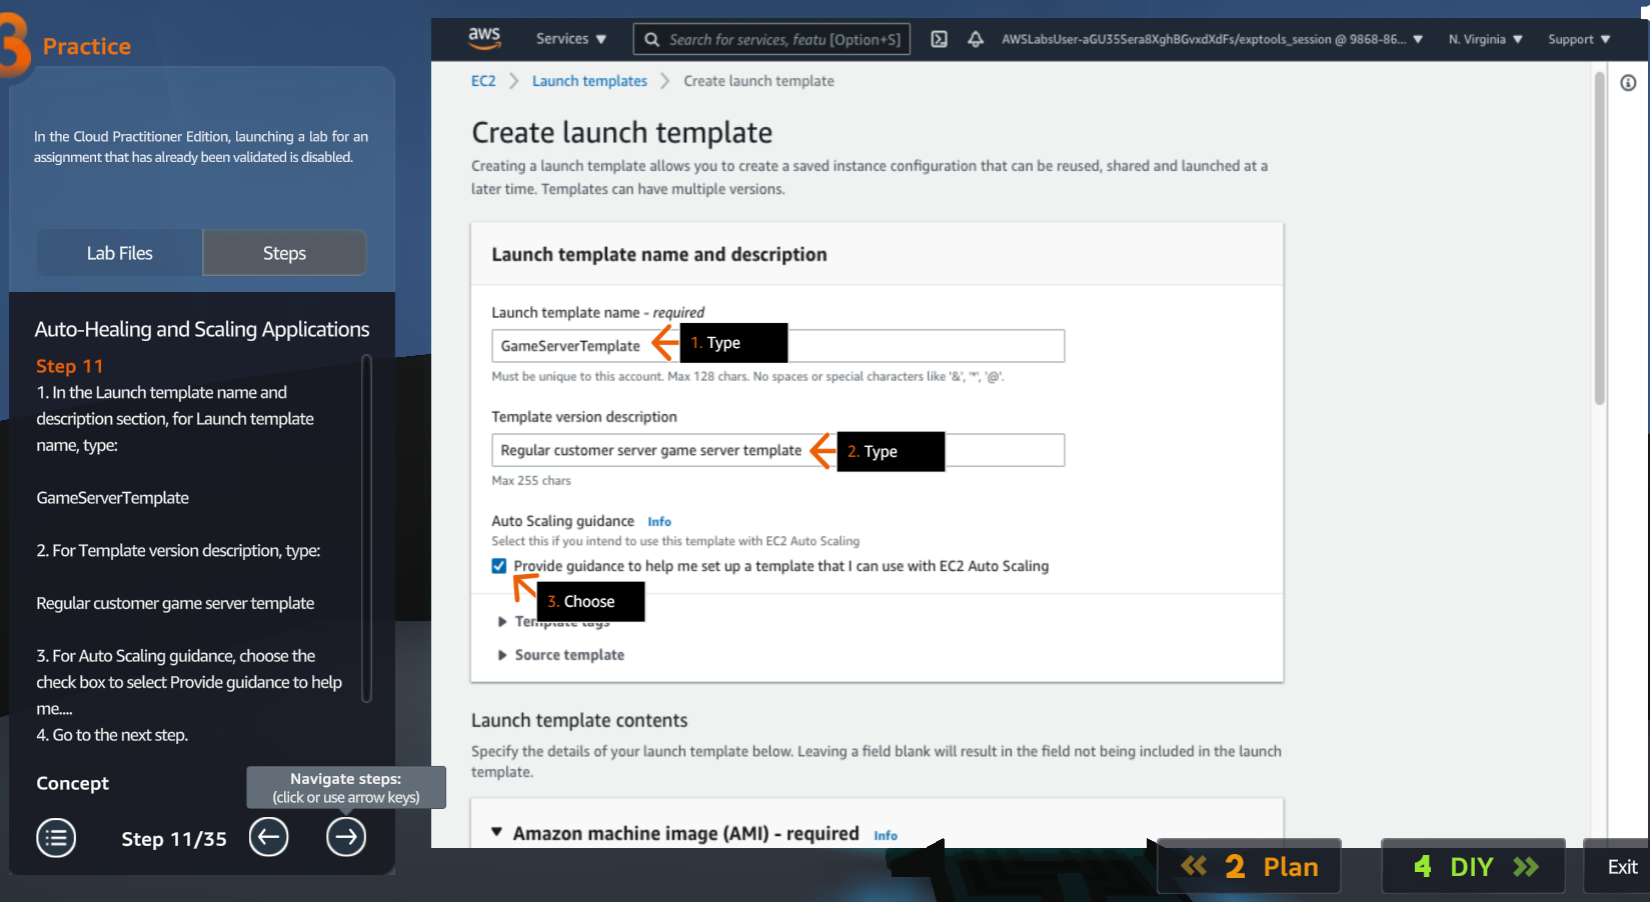 3 Practice
In the Cloud Practitioner Edition, launching a lab for an
assignment that has already been validated is disabled.
Lab Files
Steps
Auto-Healing and Scaling Applications
Step 11
1. In the Launch template name and
description section, for Launch template
name, type:
GameServerTemplate
2. For Template version description, type:
Regular customer game server template
3. For Auto Scaling guidance, choose the
check box to select Provide guidance to help
me....
4. Go to the next step.
Concept
Navigate steps:
(click or use arrow keys)
Step 11/35
aws
Services
Search for services, featu [Option+S]
AWSLabsUser-aGU35Sera8XghBGvxdXdFs/exptools_session @ 9868-86...
N. Virginia
Support
EC2 > Launch templates > Create launch template
Create launch template
Creating a launch template allows you to create a saved instance configuration that can be reused, shared and launched at a
later time. Templates can have multiple versions.
Launch template name and description
Launch template name - required
GameServerTemplate
1. Type
Must be unique to this account. Max 128 chars. No spaces or special characters like '&', '*', '@'.
Template version description
Regular customer server game server template
2. Type
Max 255 chars
Auto Scaling guidance Info
Select this if you intend to use this template with EC2 Auto Scaling
Provide guidance to help me set up a template that I can use with EC2 Auto Scaling
3. Choose
Template tags
Source template
Launch template contents
Specify the details of your launch template below. Leaving a field blank will result in the field not being included in the launch
template.
Amazon machine image (AMI) - required Info
2 Plan
4 DIY
Exit